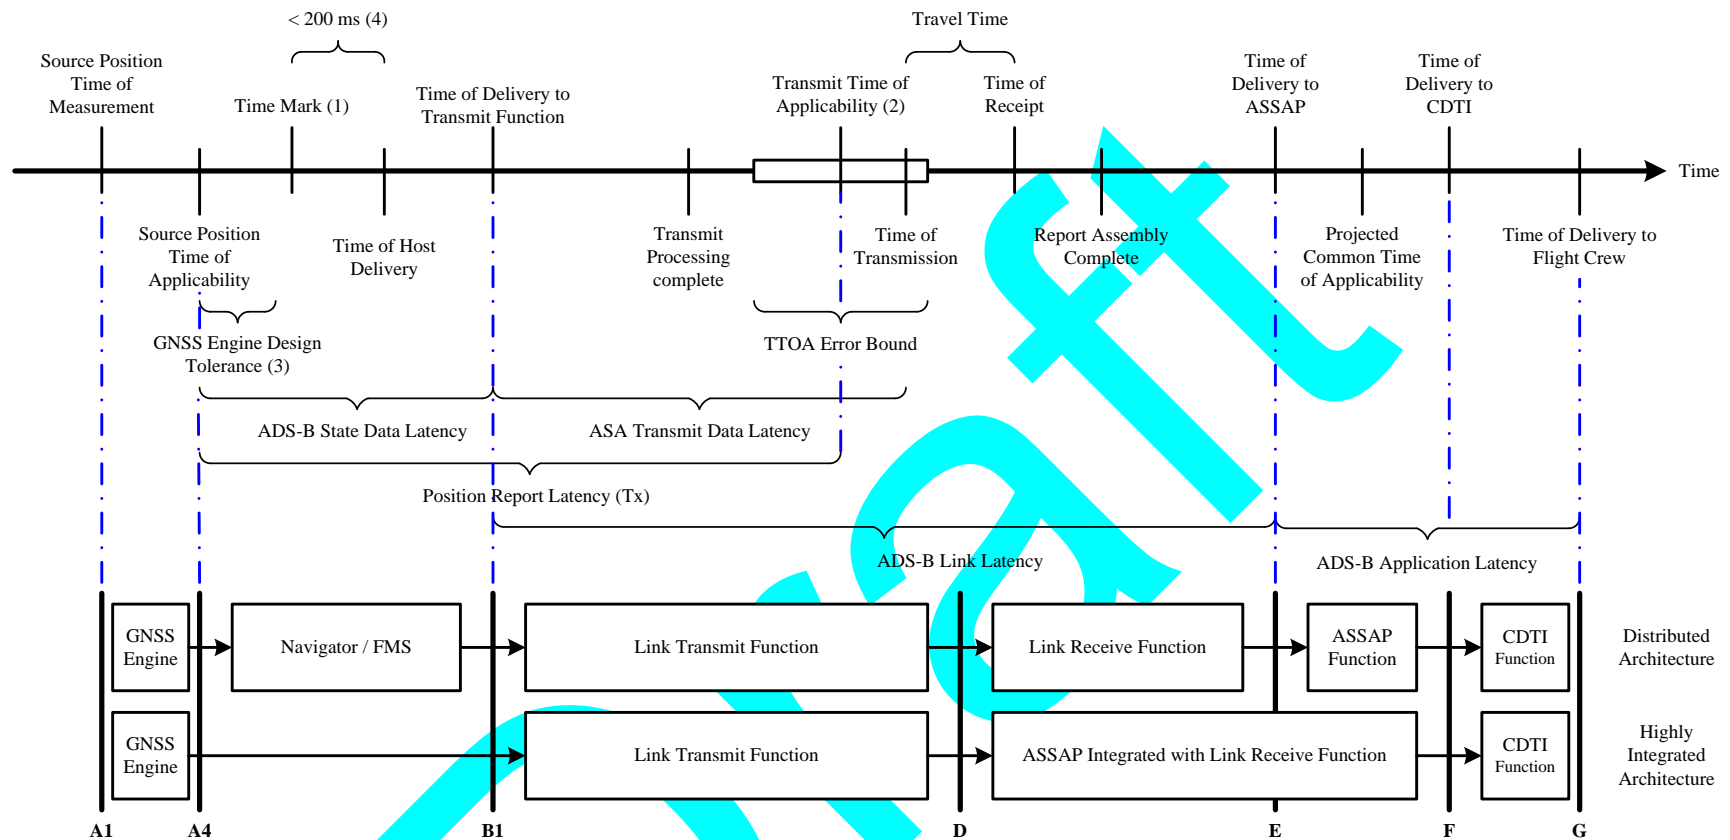 < 200 ms (4)
Travel Time
Source Position
Time of
Measurement
Time Mark (1)
Time of Delivery to
Transmit Function
Transmit Time of
Applicability (2)
Time of
Receipt
Time of
Delivery to
ASSAP
Time of
Delivery to
CDTI
Time
Source Position
Time of
Applicability
Time of Host
Delivery
Transmit
Processing
complete
Time of
Transmission
Report Assembly
Complete
Projected
Common Time
of Applicability
Time of Delivery to
Flight Crew
GNSS Engine Design
Tolerance (3)
TTOA Error Bound
ADS-B State Data Latency
ASA Transmit Data Latency
Position Report Latency (Tx)
ADS-B Link Latency
ADS-B Application Latency
GNSS
Engine
Navigator / FMS
Link Transmit Function
Link Receive Function
ASSAP
Function
CDTI
Function
Distributed
Architecture
GNSS
Engine
Link Transmit Function
ASSAP Integrated with Link Receive Function
CDTI
Function
Highly
Integrated
Architecture
A1
A4
B1
D
E
F
G